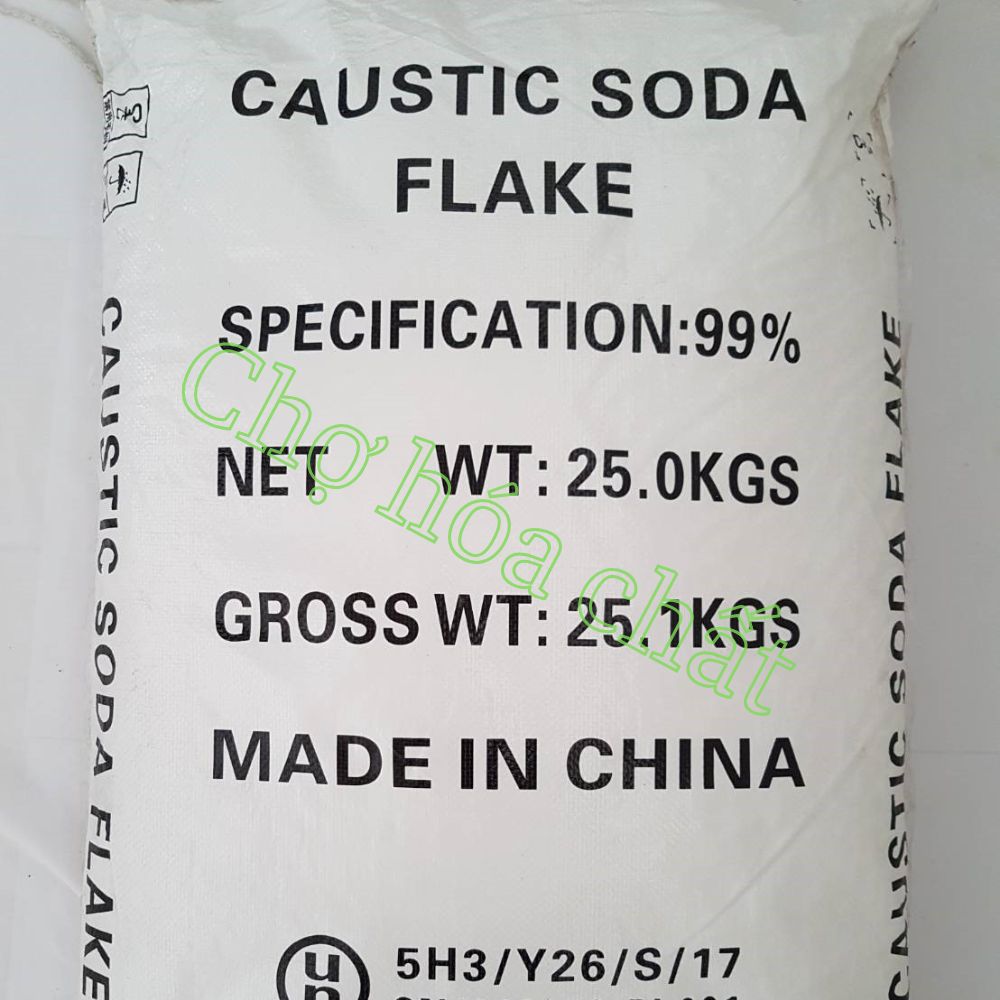 CAUSTIC SODA
FLAKE
SPECIFICATION:99%
NET WT: 25.0KGS
GROSS WT: 25.1KGS
MADE IN CHINA
un
5H3/Y26/S/17
CAUSTIC SODA FLAKE
CAUSTIC SODA FLAKE
Chợ hóa chất